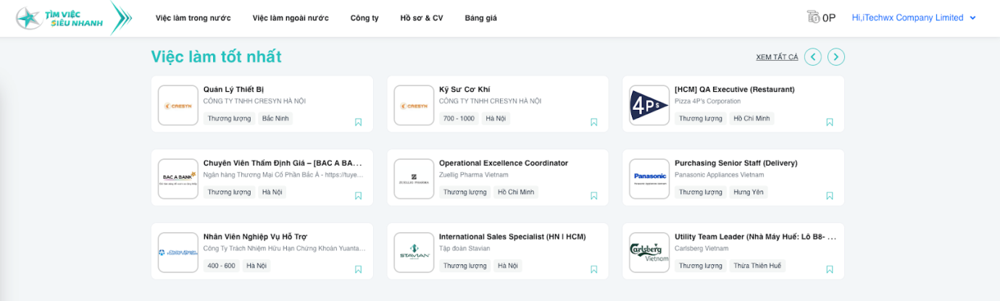 TÌM VIỆC
SIÊU NHANH
Việc làm trong nước
Việc làm ngoài nước
Công ty
Hồ sơ & CV
Bảng giá
0P
Hi,iTechwx Company Limited
Việc làm tốt nhất
XEM TẤT CẢ
CRESYN
Quản Lý Thiết Bị
CÔNG TY TNHH CRESYN HÀ NỘI
Thương lượng
Bắc Ninh
CRESYN
Kỹ Sư Cơ Khí
CÔNG TY TNHH CRESYN HÀ NỘI
700 - 1000
Hà Nội
4Ps
[HCM] QA Executive (Restaurant)
Pizza 4P's Corporation
Thương lượng
Hồ Chí Minh
BAC A BANK
Chuyên Viên Thẩm Định Giá – [BAC A BA...
Ngân hàng Thương Mại Cổ Phần Bắc Á - https://tuye...
Thương lượng
Hà Nội
Z
ZUELLIG PHARMA
Operational Excellence Coordinator
Zuellig Pharma Vietnam
Thương lượng
Hồ Chí Minh
Panasonic
Purchasing Senior Staff (Delivery)
Panasonic Appliances Vietnam
Thương lượng
Hưng Yên
Nhân Viên Nghiệp Vụ Hỗ Trợ
Công Ty Trách Nhiệm Hữu Hạn Chứng Khoán Yuanta...
400 - 600
Hà Nội
STAVIAN
International Sales Specialist (HN | HCM)
Tập đoàn Stavian
Thương lượng
Hà Nội
Carlsberg
Vietnam
Utility Team Leader (Nhà Máy Huế: Lô B8- ...
Carlsberg Vietnam
Thương lượng
Thừa Thiên Huế